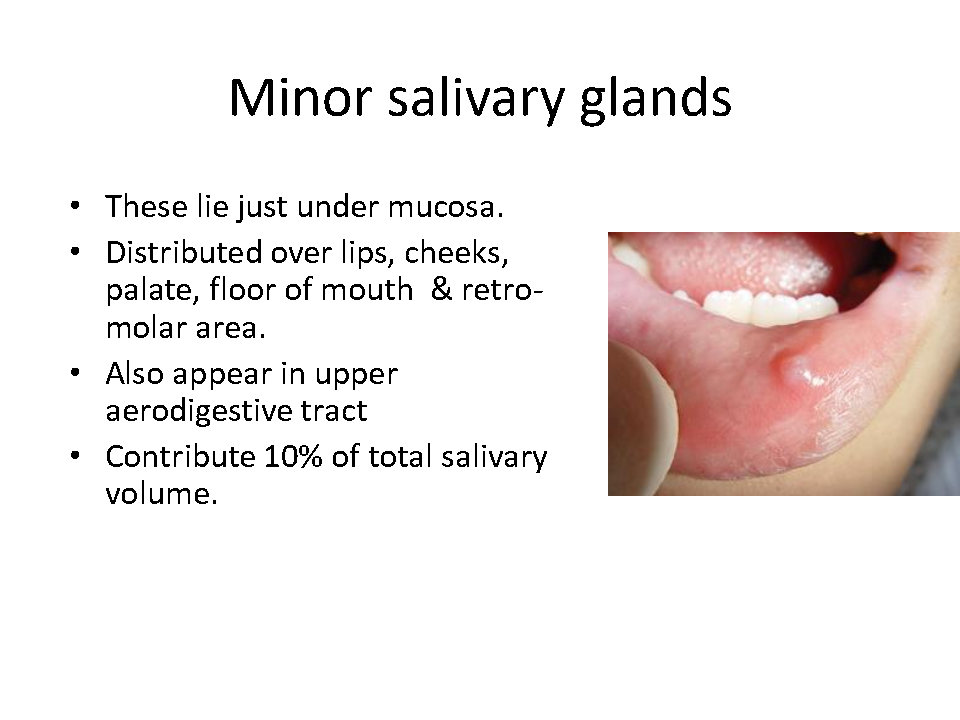 Minor salivary glands
• These lie just under mucosa.
• Distributed over lips, cheeks,
palate, floor of mouth  & retro-
molar area.
• Also appear in upper
aerodigestive tract
• Contribute 10% of total salivary
volume.